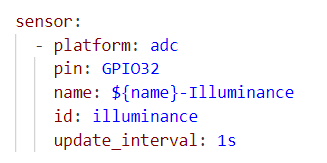 sensor:
  - platform: adc
    pin: GPIO32
    name: ${name}-Illuminance
    id: illuminance
    update_interval: 1s